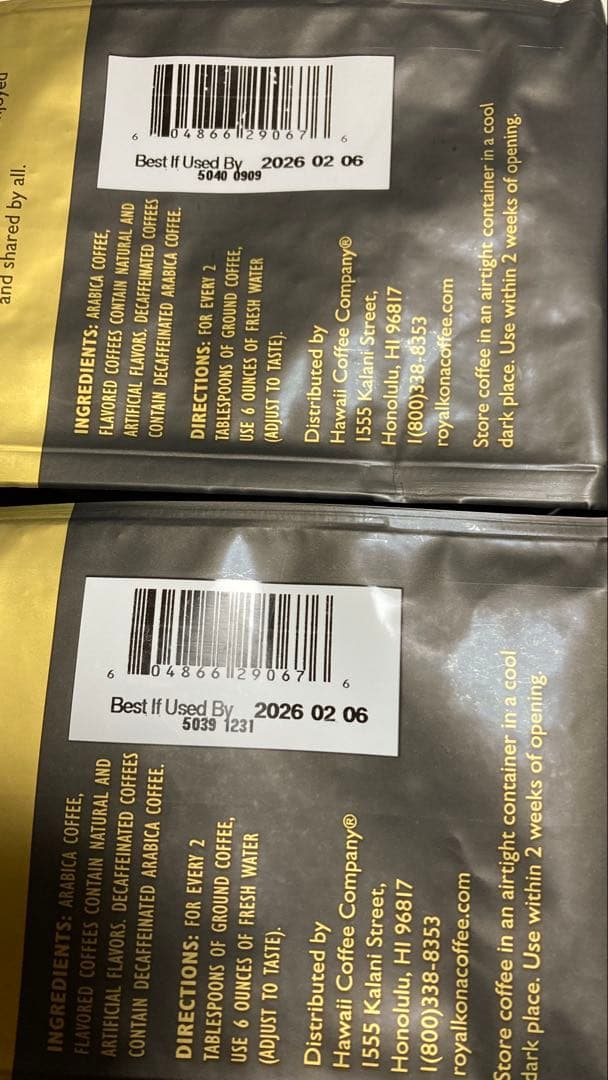 and shared by all.
6 04866 29067 6
Best If Used By 2026 02 06
5040 0909
INGREDIENTS: ARABICA COFFEE,
FLAVORED COFFEES CONTAIN NATURAL AND
ARTIFICIAL FLAVORS. DECAFFEINATED COFFEES
CONTAIN DECAFFEINATED ARABICA COFFEE.
DIRECTIONS: FOR EVERY 2
TABLESPOONS OF GROUND COFFEE,
USE 6 OUNCES OF FRESH WATER
(ADJUST TO TASTE).
Distributed by
Hawaii Coffee Company®
1555 Kalani Street,
Honolulu, HI 96817
1(800)338-8353
royalkonacoffee.com
Store coffee in an airtight container in a cool
dark place. Use within 2 weeks of opening.
6 04866 29067 6
Best If Used By 2026 02 06
5039 1231
INGREDIENTS: ARABICA COFFEE,
FLAVORED COFFEES CONTAIN NATURAL AND
ARTIFICIAL FLAVORS. DECAFFEINATED COFFEES
CONTAIN DECAFFEINATED ARABICA COFFEE.
DIRECTIONS: FOR EVERY 2
TABLESPOONS OF GROUND COFFEE,
USE 6 OUNCES OF FRESH WATER
(ADJUST TO TASTE).
Distributed by
Hawaii Coffee Company®
1555 Kalani Street,
Honolulu, HI 96817
1(800)338-8353
royalkonacoffee.com
Store coffee in an airtight container in a cool
dark place. Use within 2 weeks of opening.